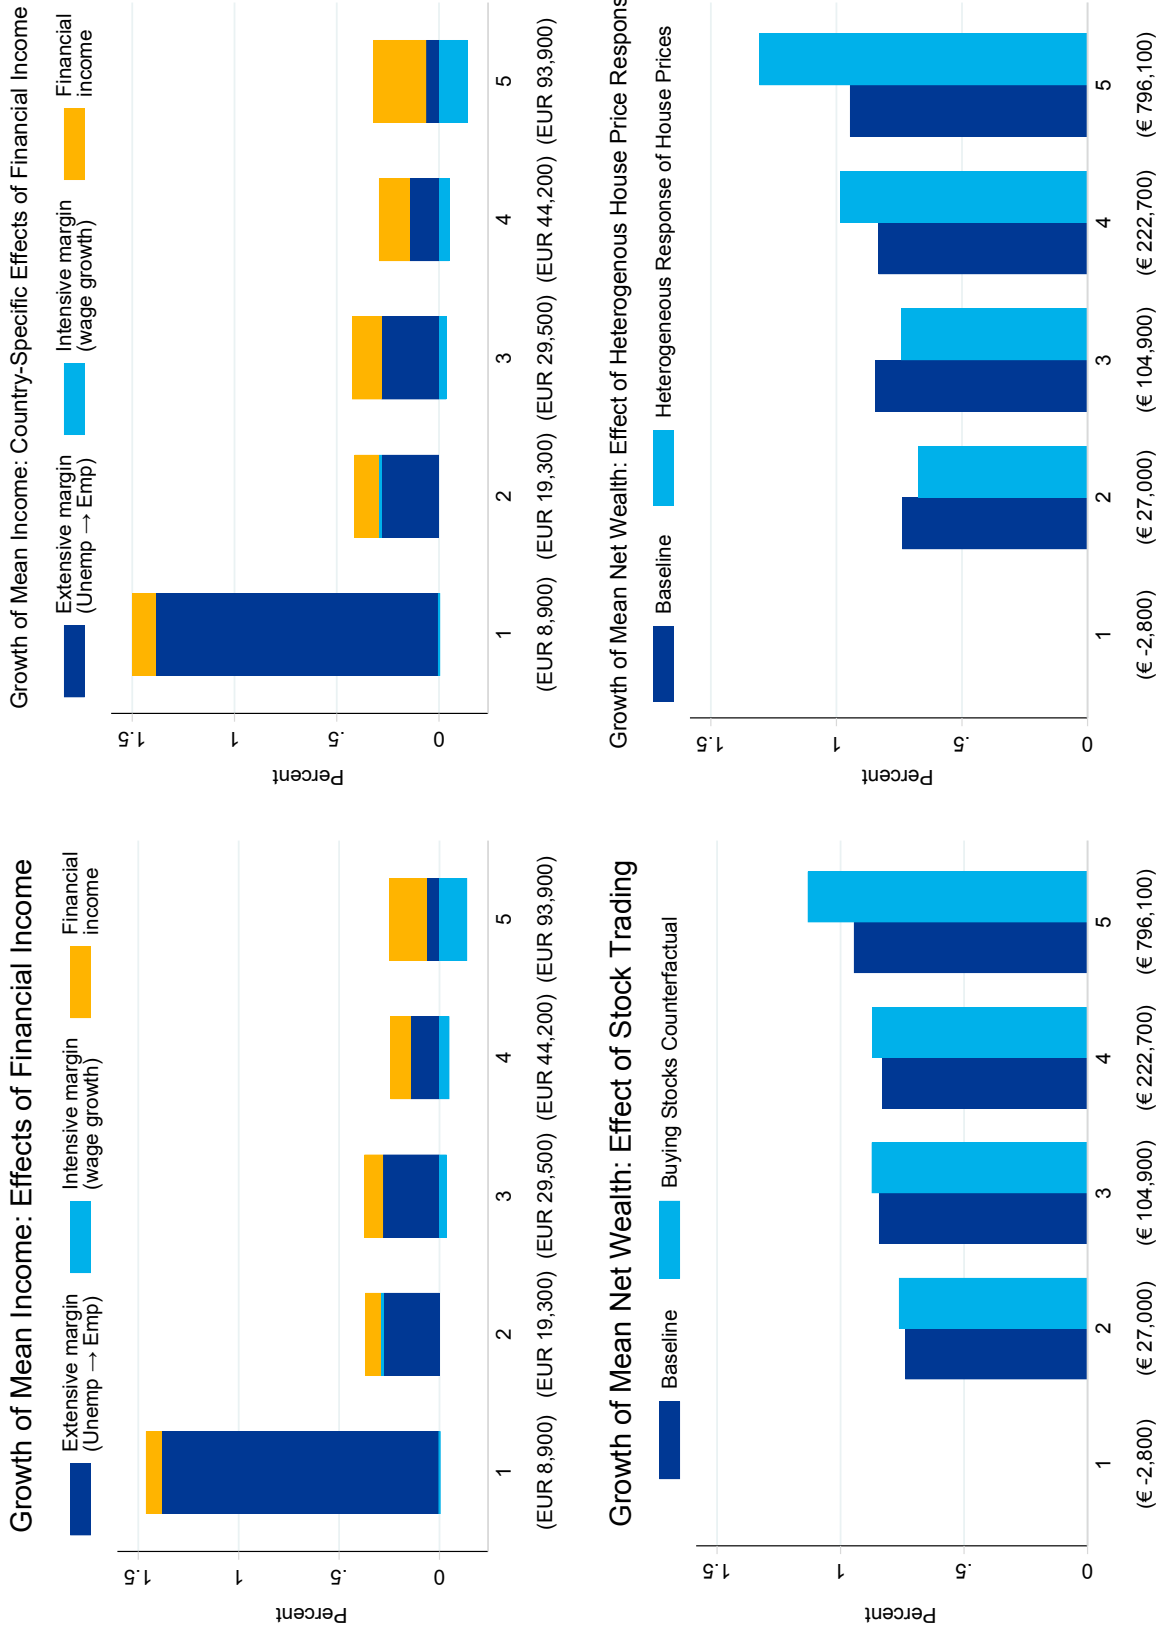 Growth of Mean Income: Effects of Financial Income
Extensive margin
(Unemp → Emp)
Intensive margin
(wage growth)
Financial
income
Percent
1.5
1
.5
0
1
2
3
4
5
(EUR 8,900) (EUR 19,300) (EUR 29,500) (EUR 44,200) (EUR 93,900)
Growth of Mean Income: Country-Specific Effects of Financial Income
Extensive margin
(Unemp → Emp)
Intensive margin
(wage growth)
Financial
income
Percent
1.5
1
.5
0
1
2
3
4
5
(EUR 8,900) (EUR 19,300) (EUR 29,500) (EUR 44,200) (EUR 93,900)
Growth of Mean Net Wealth: Effect of Stock Trading
Baseline
Buying Stocks Counterfactual
Percent
1.5
1
.5
0
1
2
3
4
5
(€ -2,800) (€ 27,000) (€ 104,900) (€ 222,700) (€ 796,100)
Growth of Mean Net Wealth: Effect of Heterogenous House Price Respons
Baseline
Heterogeneous Response of House Prices
Percent
1.5
1
.5
0
1
2
3
4
5
(€ -2,800) (€ 27,000) (€ 104,900) (€ 222,700) (€ 796,100)